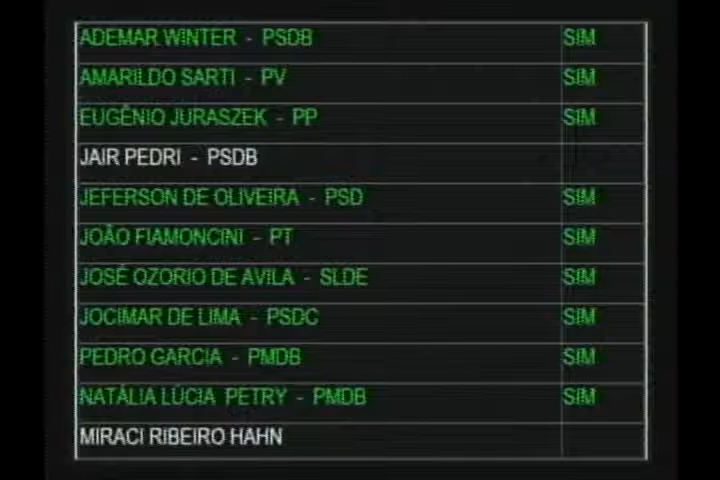 ADEMAR WINTER - PSDB SIM
AMARILDO SARTI - PV SIM
EUGÊNIO JURASZEK - PP SIM
JAIR PEDRI - PSDB
JEFERSON DE OLIVEIRA - PSD SIM
JOÃO FIAMONCINI - PT SIM
JOSÉ OZORIO DE AVILA - SLDE SIM
JOCIMAR DE LIMA - PSDC SIM
PEDRO GARCIA - PMDB SIM
NATÁLIA LÚCIA PETRY - PMDB SIM
MIRACI RIBEIRO HAHN